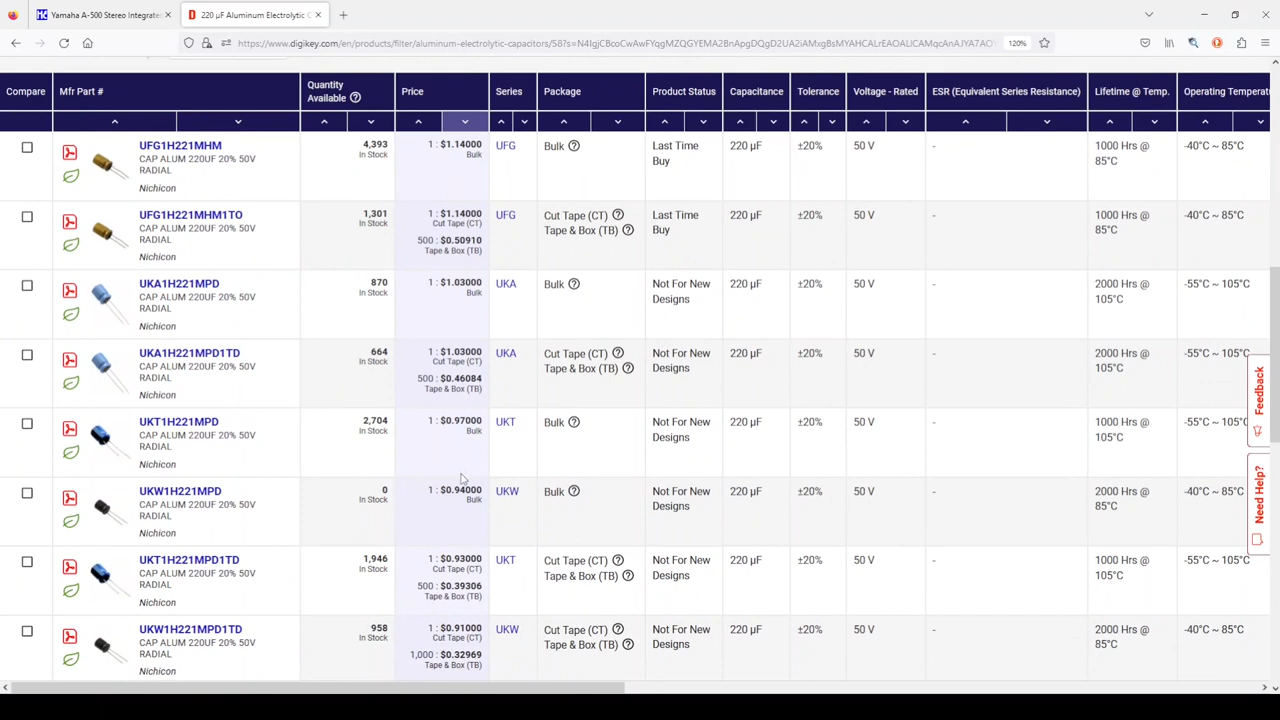 Yamaha A-500 Stereo Integrate
220 µF Aluminum Electrolytic C
https://www.digikey.com/en/products/filter/aluminum-electrolytic-capacitors/58?s=
120%
Compare
Mfr Part #
Quantity
Available
Price
Series
Package
Product Status
Capacitance
Tolerance
Voltage - Rated
ESR (Equivalent Series Resistance)
Lifetime @ Temp.
Operating Temperatu
UFG1H221MHM
CAP ALUM 220UF 20% 50V
RADIAL
Nichicon
4,393
In Stock
1 : $1.14000
Bulk
UFG
Bulk
Last Time
Buy
220 µF
±20%
50 V
-
1000 Hrs @
85°C
-40°C ~ 85°C
UFG1H221MHM1TO
CAP ALUM 220UF 20% 50V
RADIAL
Nichicon
1,301
In Stock
1 : $1.14000
Cut Tape (CT)
500 : $0.50910
Tape & Box (TB)
UFG
Cut Tape (CT)
Tape & Box (TB)
Last Time
Buy
220 µF
±20%
50 V
-
1000 Hrs @
85°C
-40°C ~ 85°C
UKA1H221MPD
CAP ALUM 220UF 20% 50V
RADIAL
Nichicon
870
In Stock
1 : $1.03000
Bulk
UKA
Bulk
Not For New
Designs
220 µF
±20%
50 V
-
2000 Hrs @
105°C
-55°C ~ 105°C
UKA1H221MPD1TD
CAP ALUM 220UF 20% 50V
RADIAL
Nichicon
664
In Stock
1 : $1.03000
Cut Tape (CT)
500 : $0.46084
Tape & Box (TB)
UKA
Cut Tape (CT)
Tape & Box (TB)
Not For New
Designs
220 µF
±20%
50 V
-
2000 Hrs @
105°C
-55°C ~ 105°C
UKT1H221MPD
CAP ALUM 220UF 20% 50V
RADIAL
Nichicon
2,704
In Stock
1 : $0.97000
Bulk
UKT
Bulk
Not For New
Designs
220 µF
±20%
50 V
-
1000 Hrs @
105°C
-55°C ~ 105°C
UKW1H221MPD
CAP ALUM 220UF 20% 50V
RADIAL
Nichicon
0
In Stock
1 : $0.94000
Bulk
UKW
Bulk
Not For New
Designs
220 µF
±20%
50 V
-
2000 Hrs @
85°C
-40°C ~ 85°C
UKT1H221MPD1TD
CAP ALUM 220UF 20% 50V
RADIAL
Nichicon
1,946
In Stock
1 : $0.93000
Cut Tape (CT)
500 : $0.39306
Tape & Box (TB)
UKT
Cut Tape (CT)
Tape & Box (TB)
Not For New
Designs
220 µF
±20%
50 V
-
1000 Hrs @
105°C
-55°C ~ 105°C
UKW1H221MPD1TD
CAP ALUM 220UF 20% 50V
RADIAL
Nichicon
958
In Stock
1 : $0.91000
Cut Tape (CT)
1,000 : $0.32969
Tape & Box (TB)
UKW
Cut Tape (CT)
Tape & Box (TB)
Not For New
Designs
220 µF
±20%
50 V
-
2000 Hrs @
85°C
-40°C ~ 85°C
Feedback
Need Help?